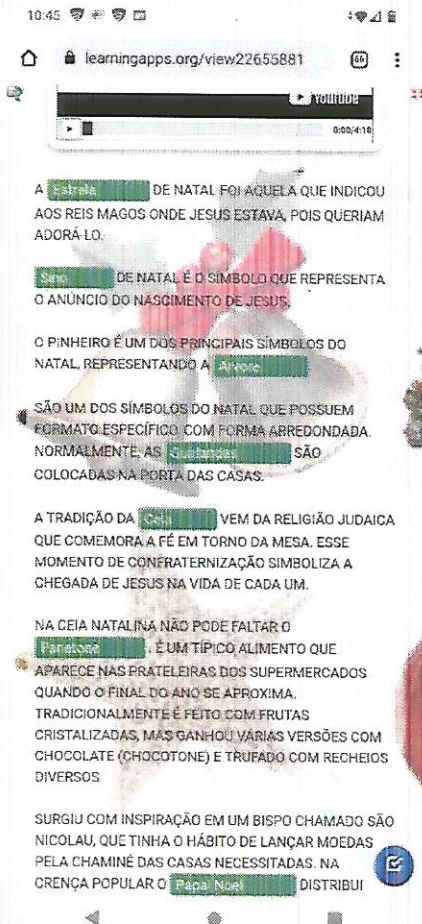 10:45
learningapps.org/view22655881
66
YouTube
0:00/4:10
A Estrela DE NATAL FOI AQUELA QUE INDICOU
AOS REIS MAGOS ONDE JESUS ESTAVA, POIS QUERIAM
ADORÁ-LO.
Sino DE NATAL É O SÍMBOLO QUE REPRESENTA
O ANÚNCIO DO NASCIMENTO DE JESUS.
O PINHEIRO É UM DOS PRINCIPAIS SÍMBOLOS DO
NATAL, REPRESENTANDO A Árvore
SÃO UM DOS SÍMBOLOS DO NATAL QUE POSSUEM
FORMATO ESPECÍFICO, COM FORMA ARREDONDADA.
NORMALMENTE, AS Guirlandas SÃO
COLOCADAS NA PORTA DAS CASAS.
A TRADIÇÃO DA Ceia VEM DA RELIGIÃO JUDAICA
QUE COMEMORA A FÉ EM TORNO DA MESA. ESSE
MOMENTO DE CONFRATERNIZAÇÃO SIMBOLIZA A
CHEGADA DE JESUS NA VIDA DE CADA UM.
NA CEIA NATALINA NÃO PODE FALTAR O
Panetone . É UM TÍPICO ALIMENTO QUE
APARECE NAS PRATELEIRAS DOS SUPERMERCADOS
QUANDO O FINAL DO ANO SE APROXIMA.
TRADICIONALMENTE É FEITO COM FRUTAS
CRISTALIZADAS, MAS GANHOU VÁRIAS VERSÕES COM
CHOCOLATE (CHOCOTONE) E TRUFADO COM RECHEIOS
DIVERSOS
SURGIU COM INSPIRAÇÃO EM UM BISPO CHAMADO SÃO
NICOLAU, QUE TINHA O HÁBITO DE LANÇAR MOEDAS
PELA CHAMINÉ DAS CASAS NECESSITADAS. NA
CRENÇA POPULAR O Papai Noel DISTRIBUI